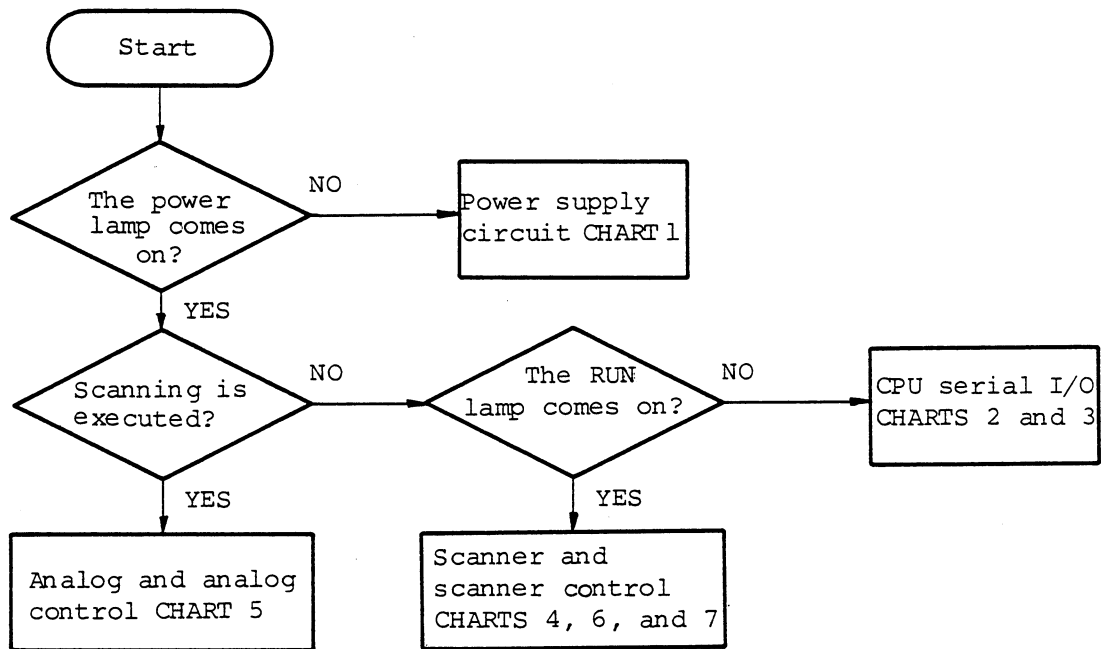 Start
The power
lamp comes
on?
NO
Power supply
circuit CHART 1
YES
Scanning is
executed?
NO
The RUN
lamp comes on?
NO
CPU serial I/O
CHARTS 2 and 3
YES
Analog and analog
control CHART 5
YES
Scanner and
scanner control
CHARTS 4, 6, and 7